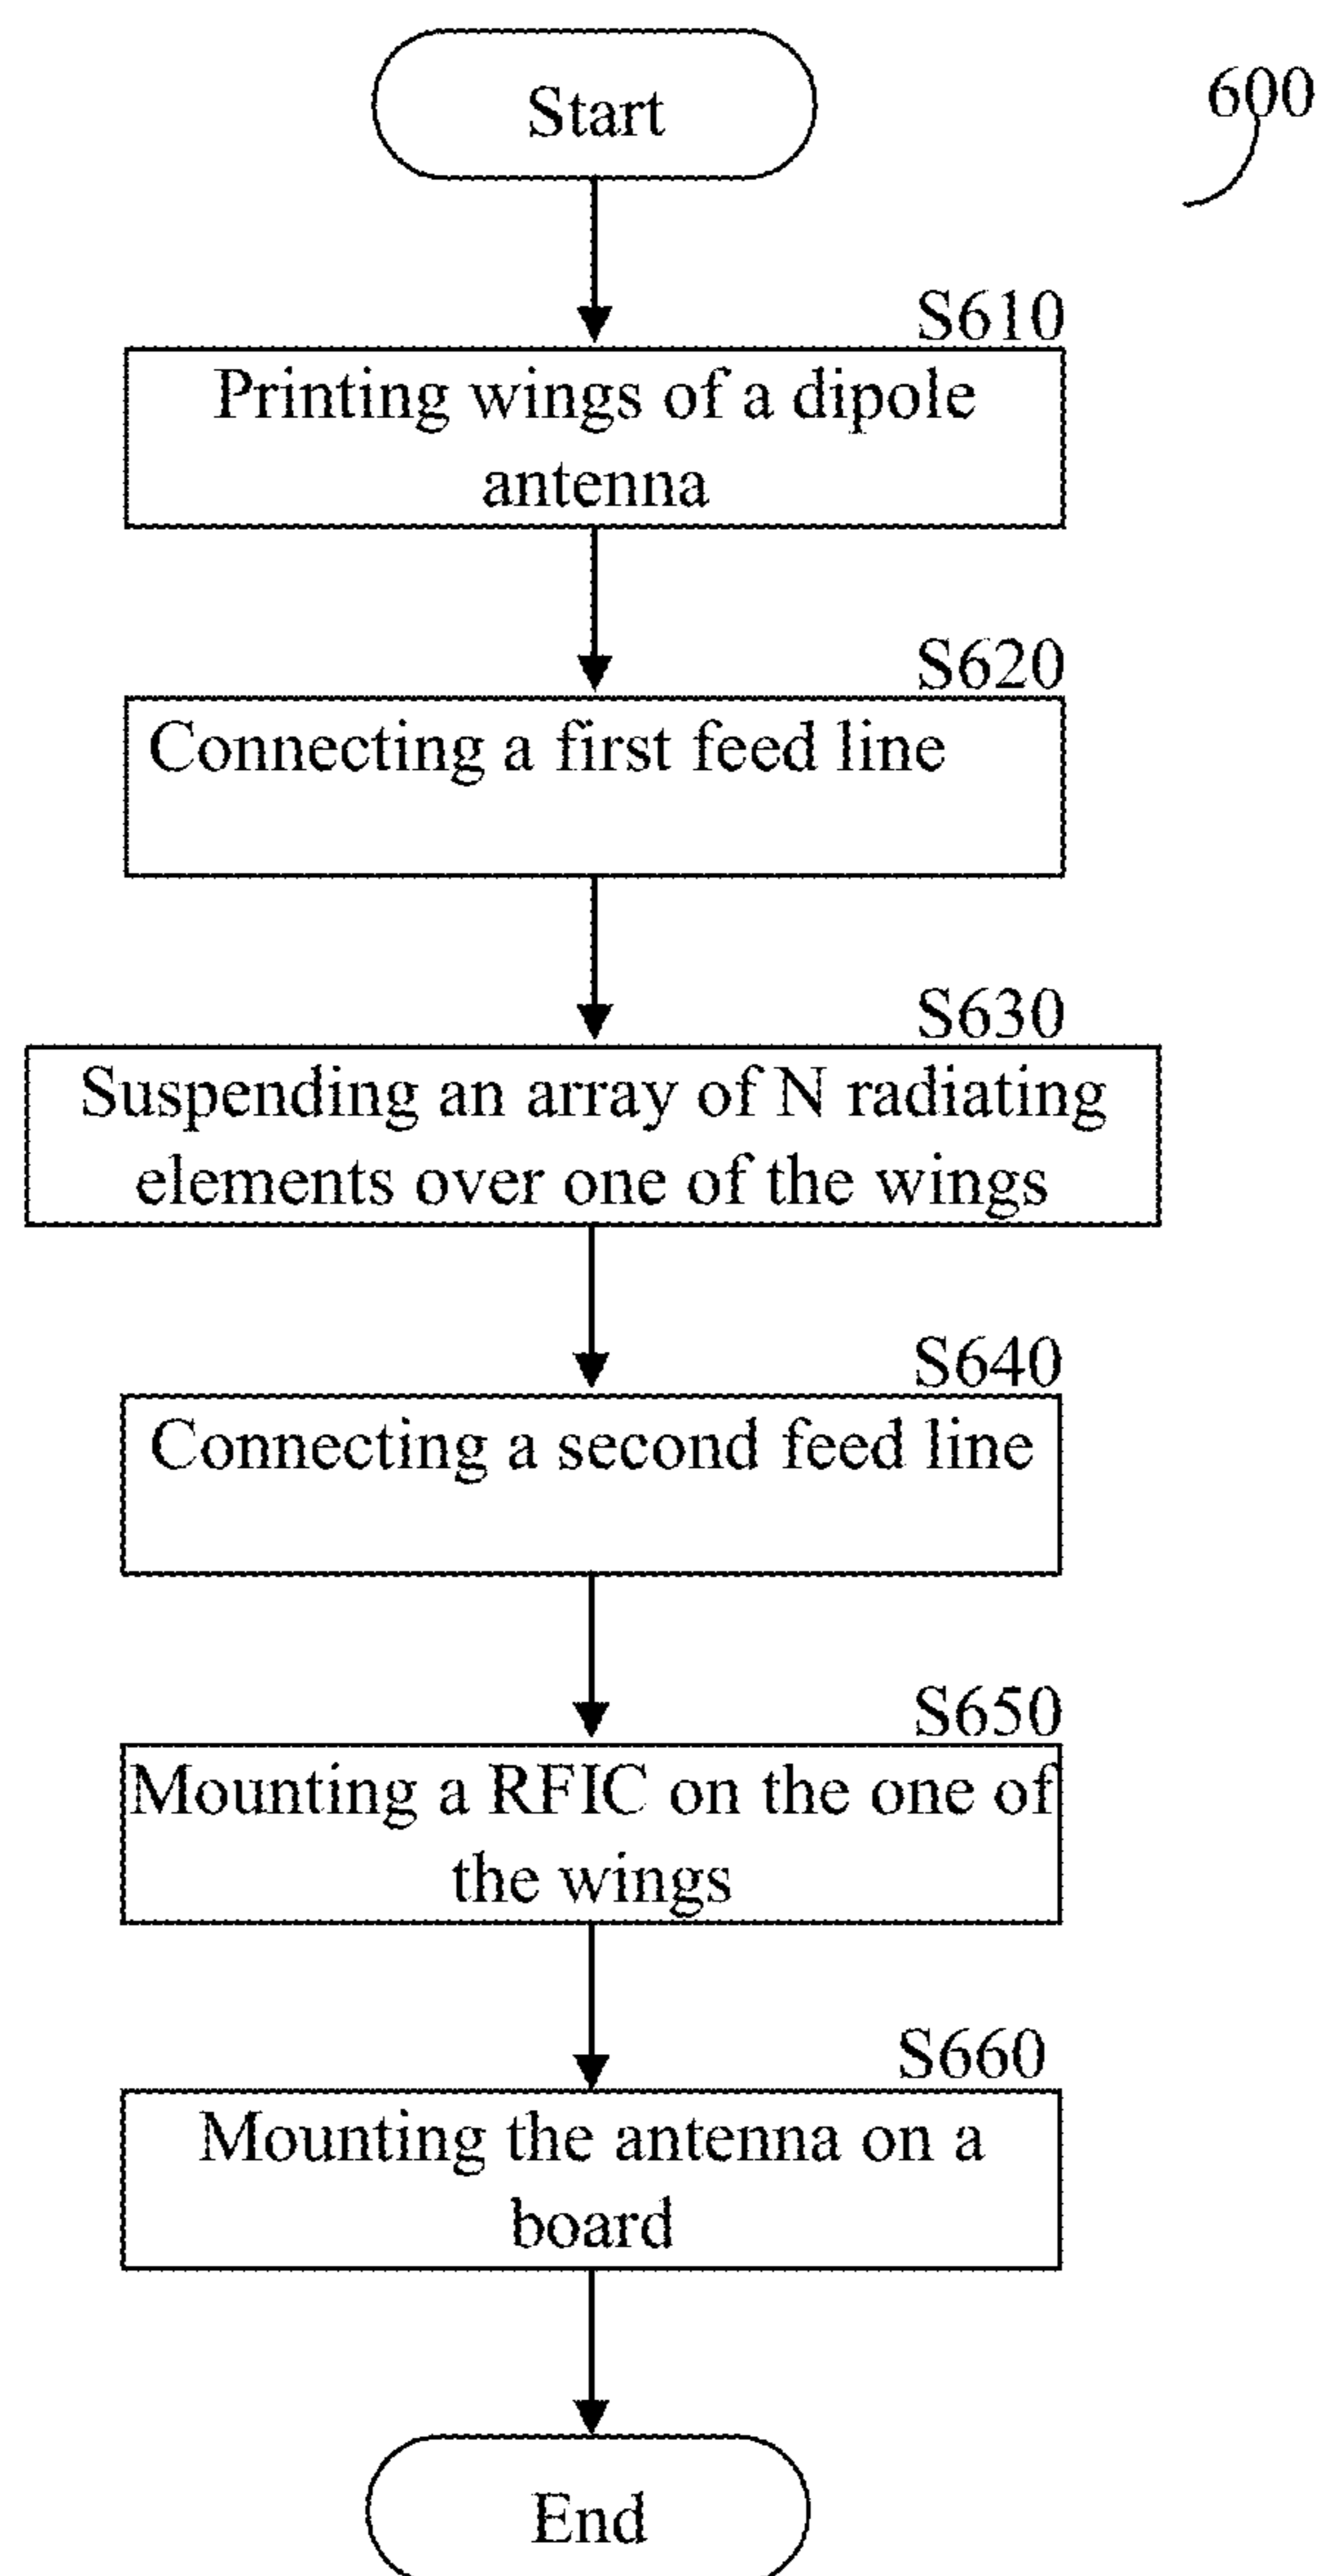 Start
600
S610
Printing wings of a dipole
antenna
S620
Connecting a first feed line
S630
Suspending an array of N radiating
elements over one of the wings
S640
Connecting a second feed line
S650
Mounting a RFIC on the one of
the wings
S660
Mounting the antenna on a
board
End